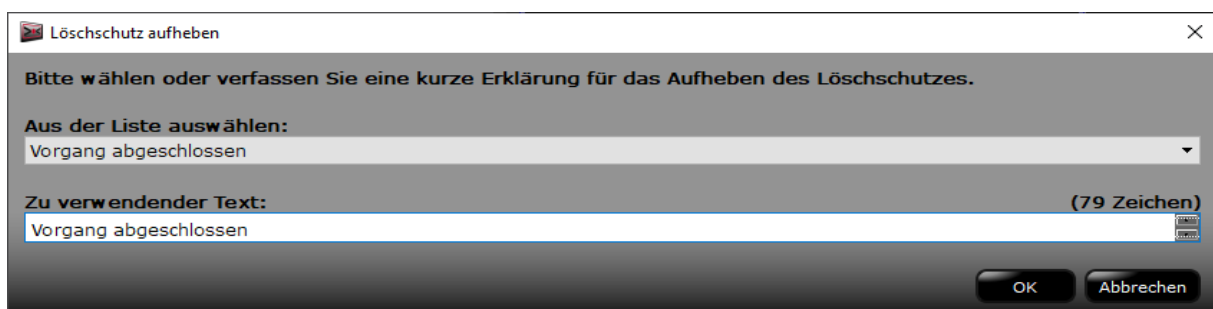 Löschschutz aufheben
Bitte wählen oder verfassen Sie eine kurze Erklärung für das Aufheben des Löschschutzes.
Aus der Liste auswählen:
Vorgang abgeschlossen
Zu verwendender Text: (79 Zeichen)
Vorgang abgeschlossen
OK Abbrechen